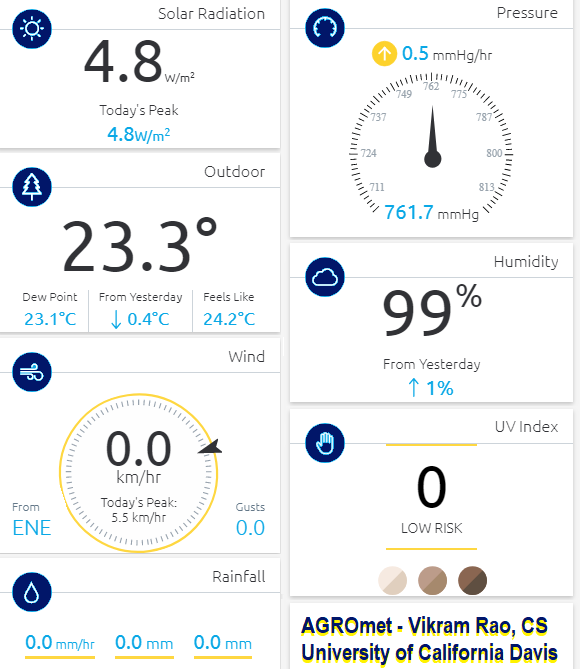 Solar Radiation
4.8 W/m²
Today's Peak
4.8W/m²
Outdoor
23.3°
Dew Point From Yesterday Feels Like
23.1°C ↓ 0.4°C 24.2°C
Wind
0.0
km/hr
Today's Peak:
5.5 km/hr
From Gusts
ENE 0.0
Rainfall
0.0 mm/hr 0.0 mm 0.0 mm
Pressure
↑ 0.5 mmHg/hr
711 724 737 749 762 775 787 800 813
761.7 mmHg
Humidity
99%
From Yesterday
↑ 1%
UV Index
0
LOW RISK
AGROmet - Vikram Rao, CS
University of California Davis